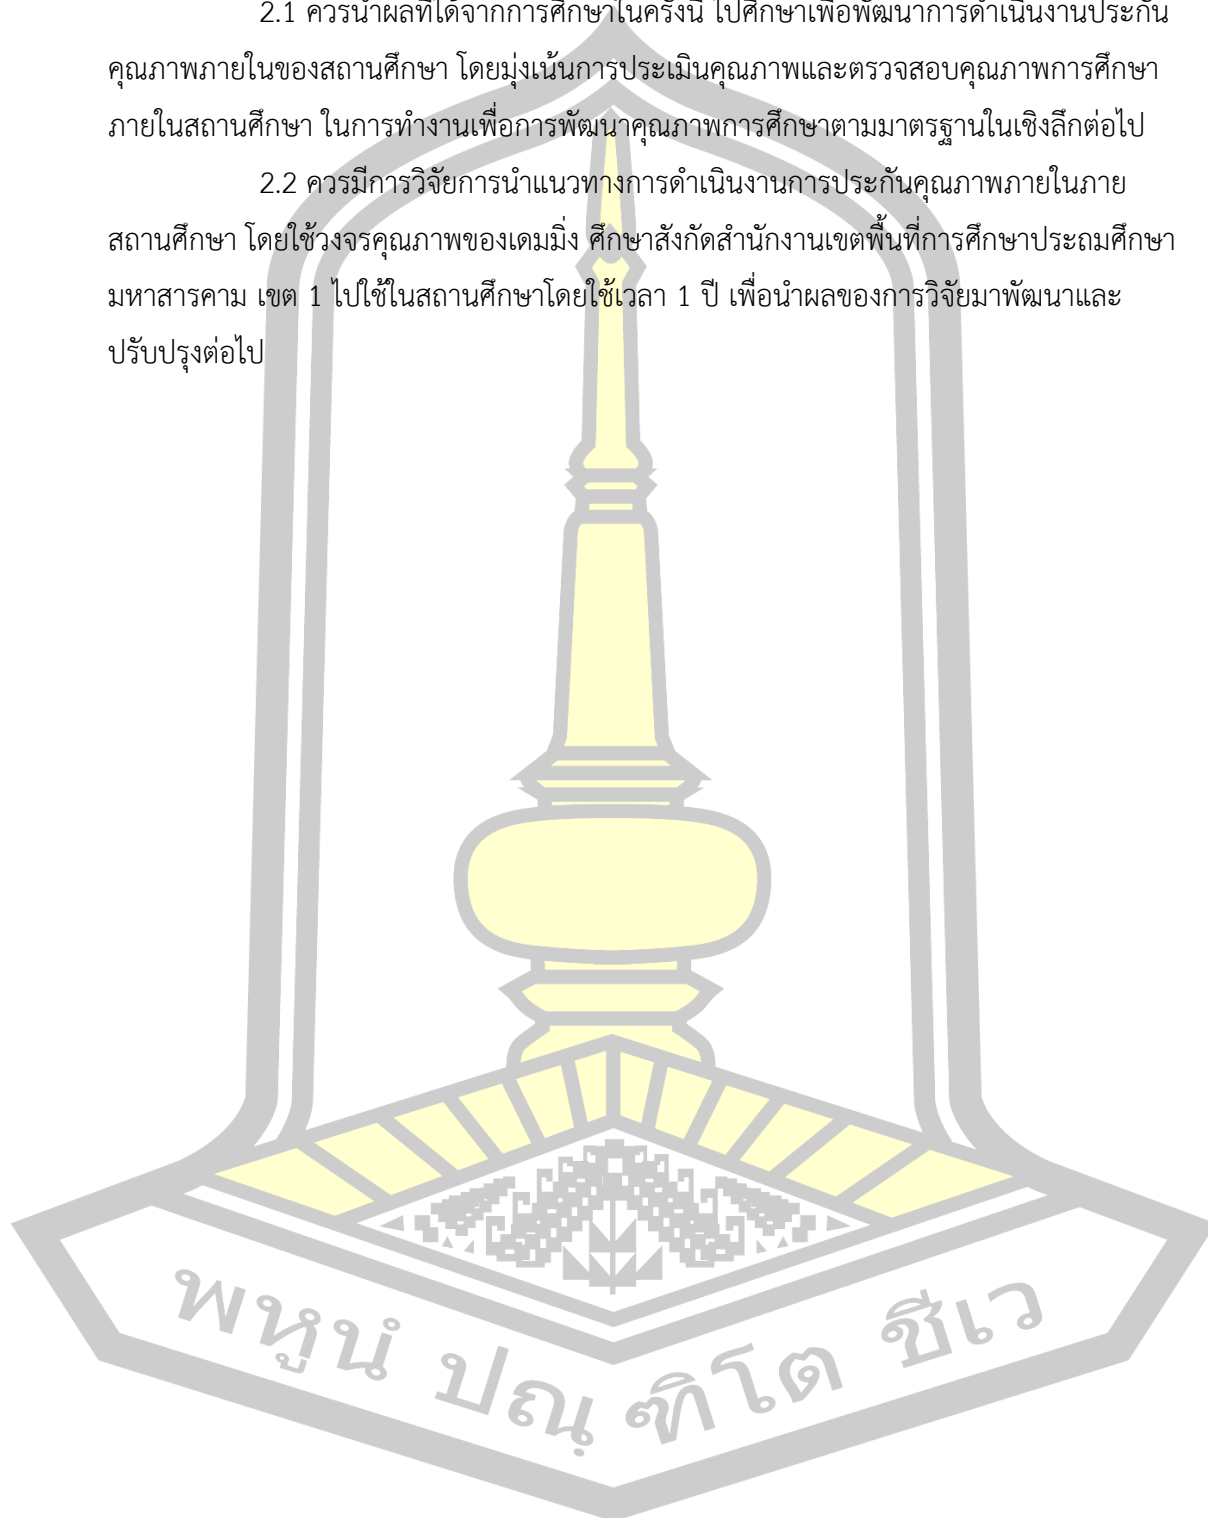 2.1 ควรนำผลที่ได้จากการศึกษาในครั้งนี้ ไปศึกษาเพื่อพัฒนาการดำเนินงานประกัน
คุณภาพภายในของสถานศึกษา โดยมุ่งเน้นการประเมินคุณภาพและตรวจสอบคุณภาพการศึกษา
ภายในสถานศึกษา ในการทำงานเพื่อการพัฒนาคุณภาพการศึกษาตามมาตรฐานในเชิงลึกต่อไป
2.2 ควรมีการวิจัยการนำแนวทางการดำเนินงานการประกันคุณภาพภายในภาย
สถานศึกษา โดยใช้วงจรคุณภาพของเดมมิ่ง ศึกษาสังกัดสำนักงานเขตพื้นที่การศึกษาประถมศึกษา
มหาสารคาม เขต 1 ไปใช้ในสถานศึกษาโดยใช้เวลา 1 ปี เพื่อนำผลของการวิจัยมาพัฒนาและ
ปรับปรุงต่อไป
พหูนํ ปณฺฑิโต ชีเว